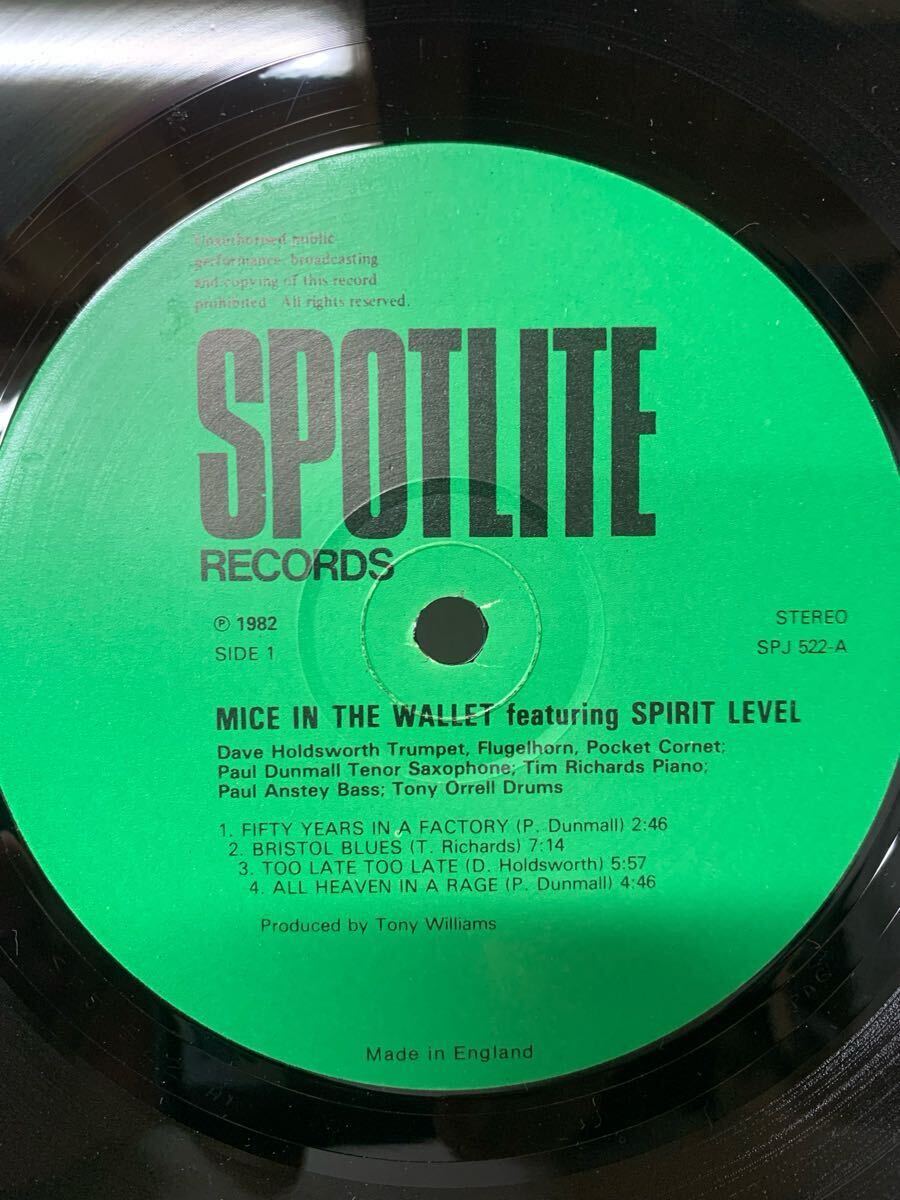 Unauthorised public
performance, broadcasting
and copying of this record
prohibited. All rights reserved.
SPOTLITE
RECORDS
℗ 1982
STEREO
SIDE 1
SPJ 522-A
MICE IN THE WALLET featuring SPIRIT LEVEL
Dave Holdsworth Trumpet, Flugelhorn, Pocket Cornet;
Paul Dunmall Tenor Saxophone; Tim Richards Piano;
Paul Anstey Bass; Tony Orrell Drums
1. FIFTY YEARS IN A FACTORY (P. Dunmall) 2:46
2. BRISTOL BLUES (T. Richards) 7:14
3. TOO LATE TOO LATE (D. Holdsworth) 5:57
4. ALL HEAVEN IN A RAGE (P. Dunmall) 4:46
Produced by Tony Williams
Made in England